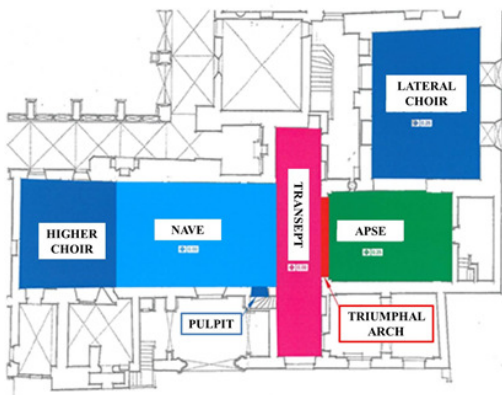 LATERAL
CHOIR
HIGHER
CHOIR
NAVE
TRANSEPT
APSE
PULPIT
TRIUMPHAL
ARCH